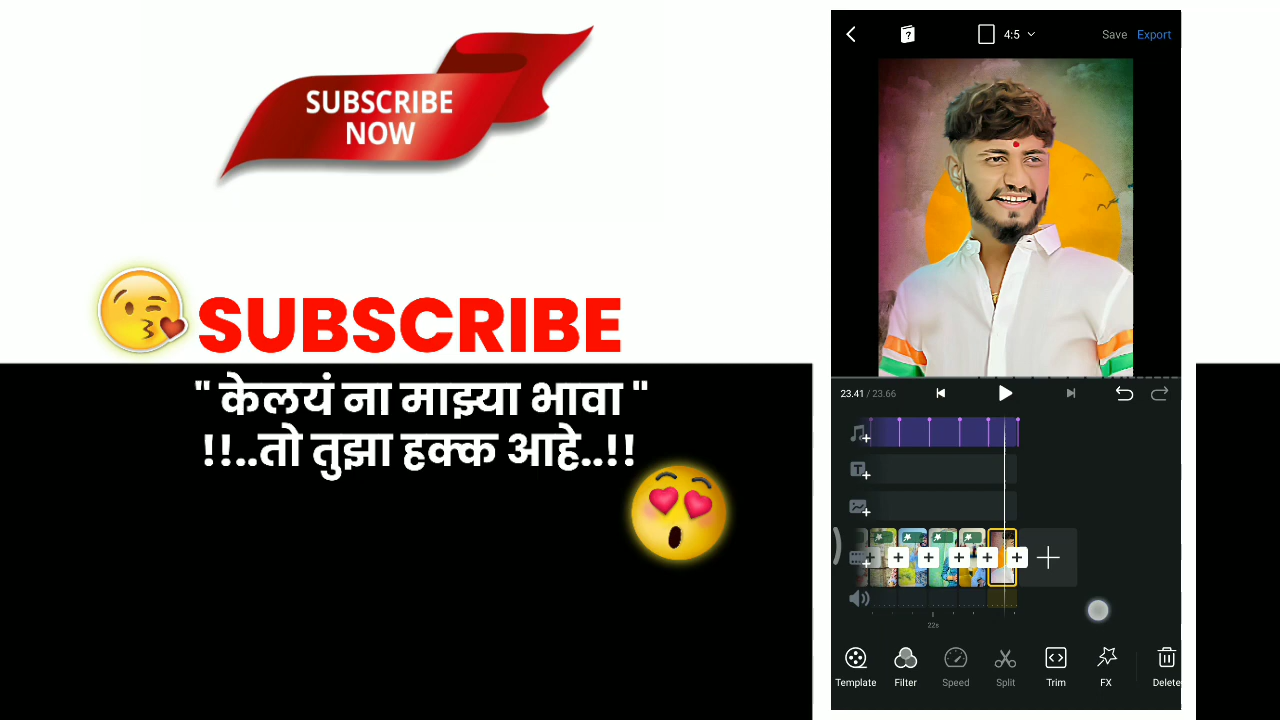 SUBSCRIBE
NOW
SUBSCRIBE
" केलयं ना माझ्या भावा "
!!..तो तुझा हक्क आहे..!!
? 4:5 Save Export
23.41 / 23.66
T
22s
Template Filter Speed Split Trim FX Delete